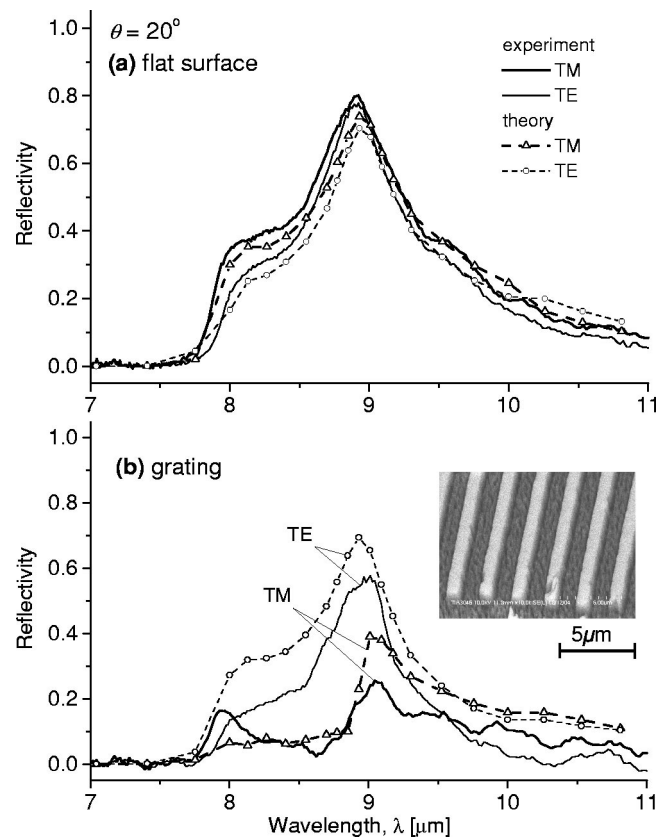 θ = 20°
(a) flat surface
experiment
TM
TE
theory
TM
TE
Reflectivity
1.0
0.8
0.6
0.4
0.2
0.0
7 8 9 10 11
(b) grating
TE
TM
Reflectivity
1.0
0.8
0.6
0.4
0.2
0.0
5µm
7 8 9 10 11
Wavelength, λ [µm]